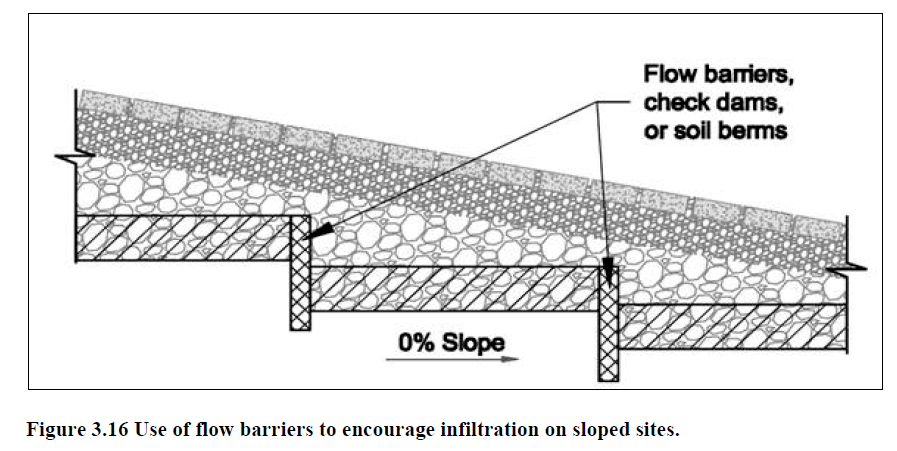 Flow barriers,
check dams,
or soil berms
0% Slope
Figure 3.16 Use of flow barriers to encourage infiltration on sloped sites.